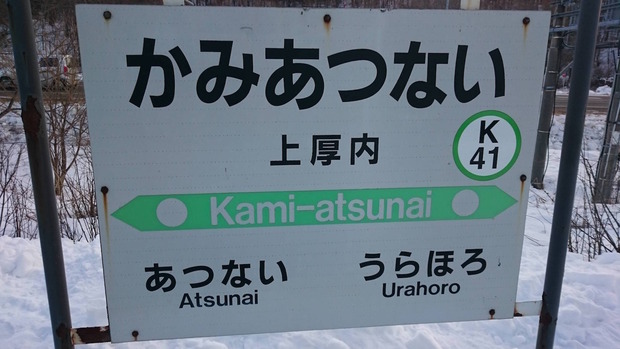 かみあつない
上厚内
K
41
Kami-atsunai
あつない うらほろ
Atsunai Urahoro